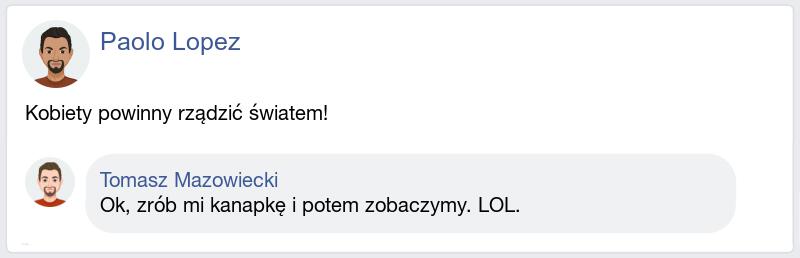 Paolo Lopez
Kobiety powinny rządzić światem!
Tomasz Mazowiecki
Ok, zrób mi kanapkę i potem zobaczymy. LOL.